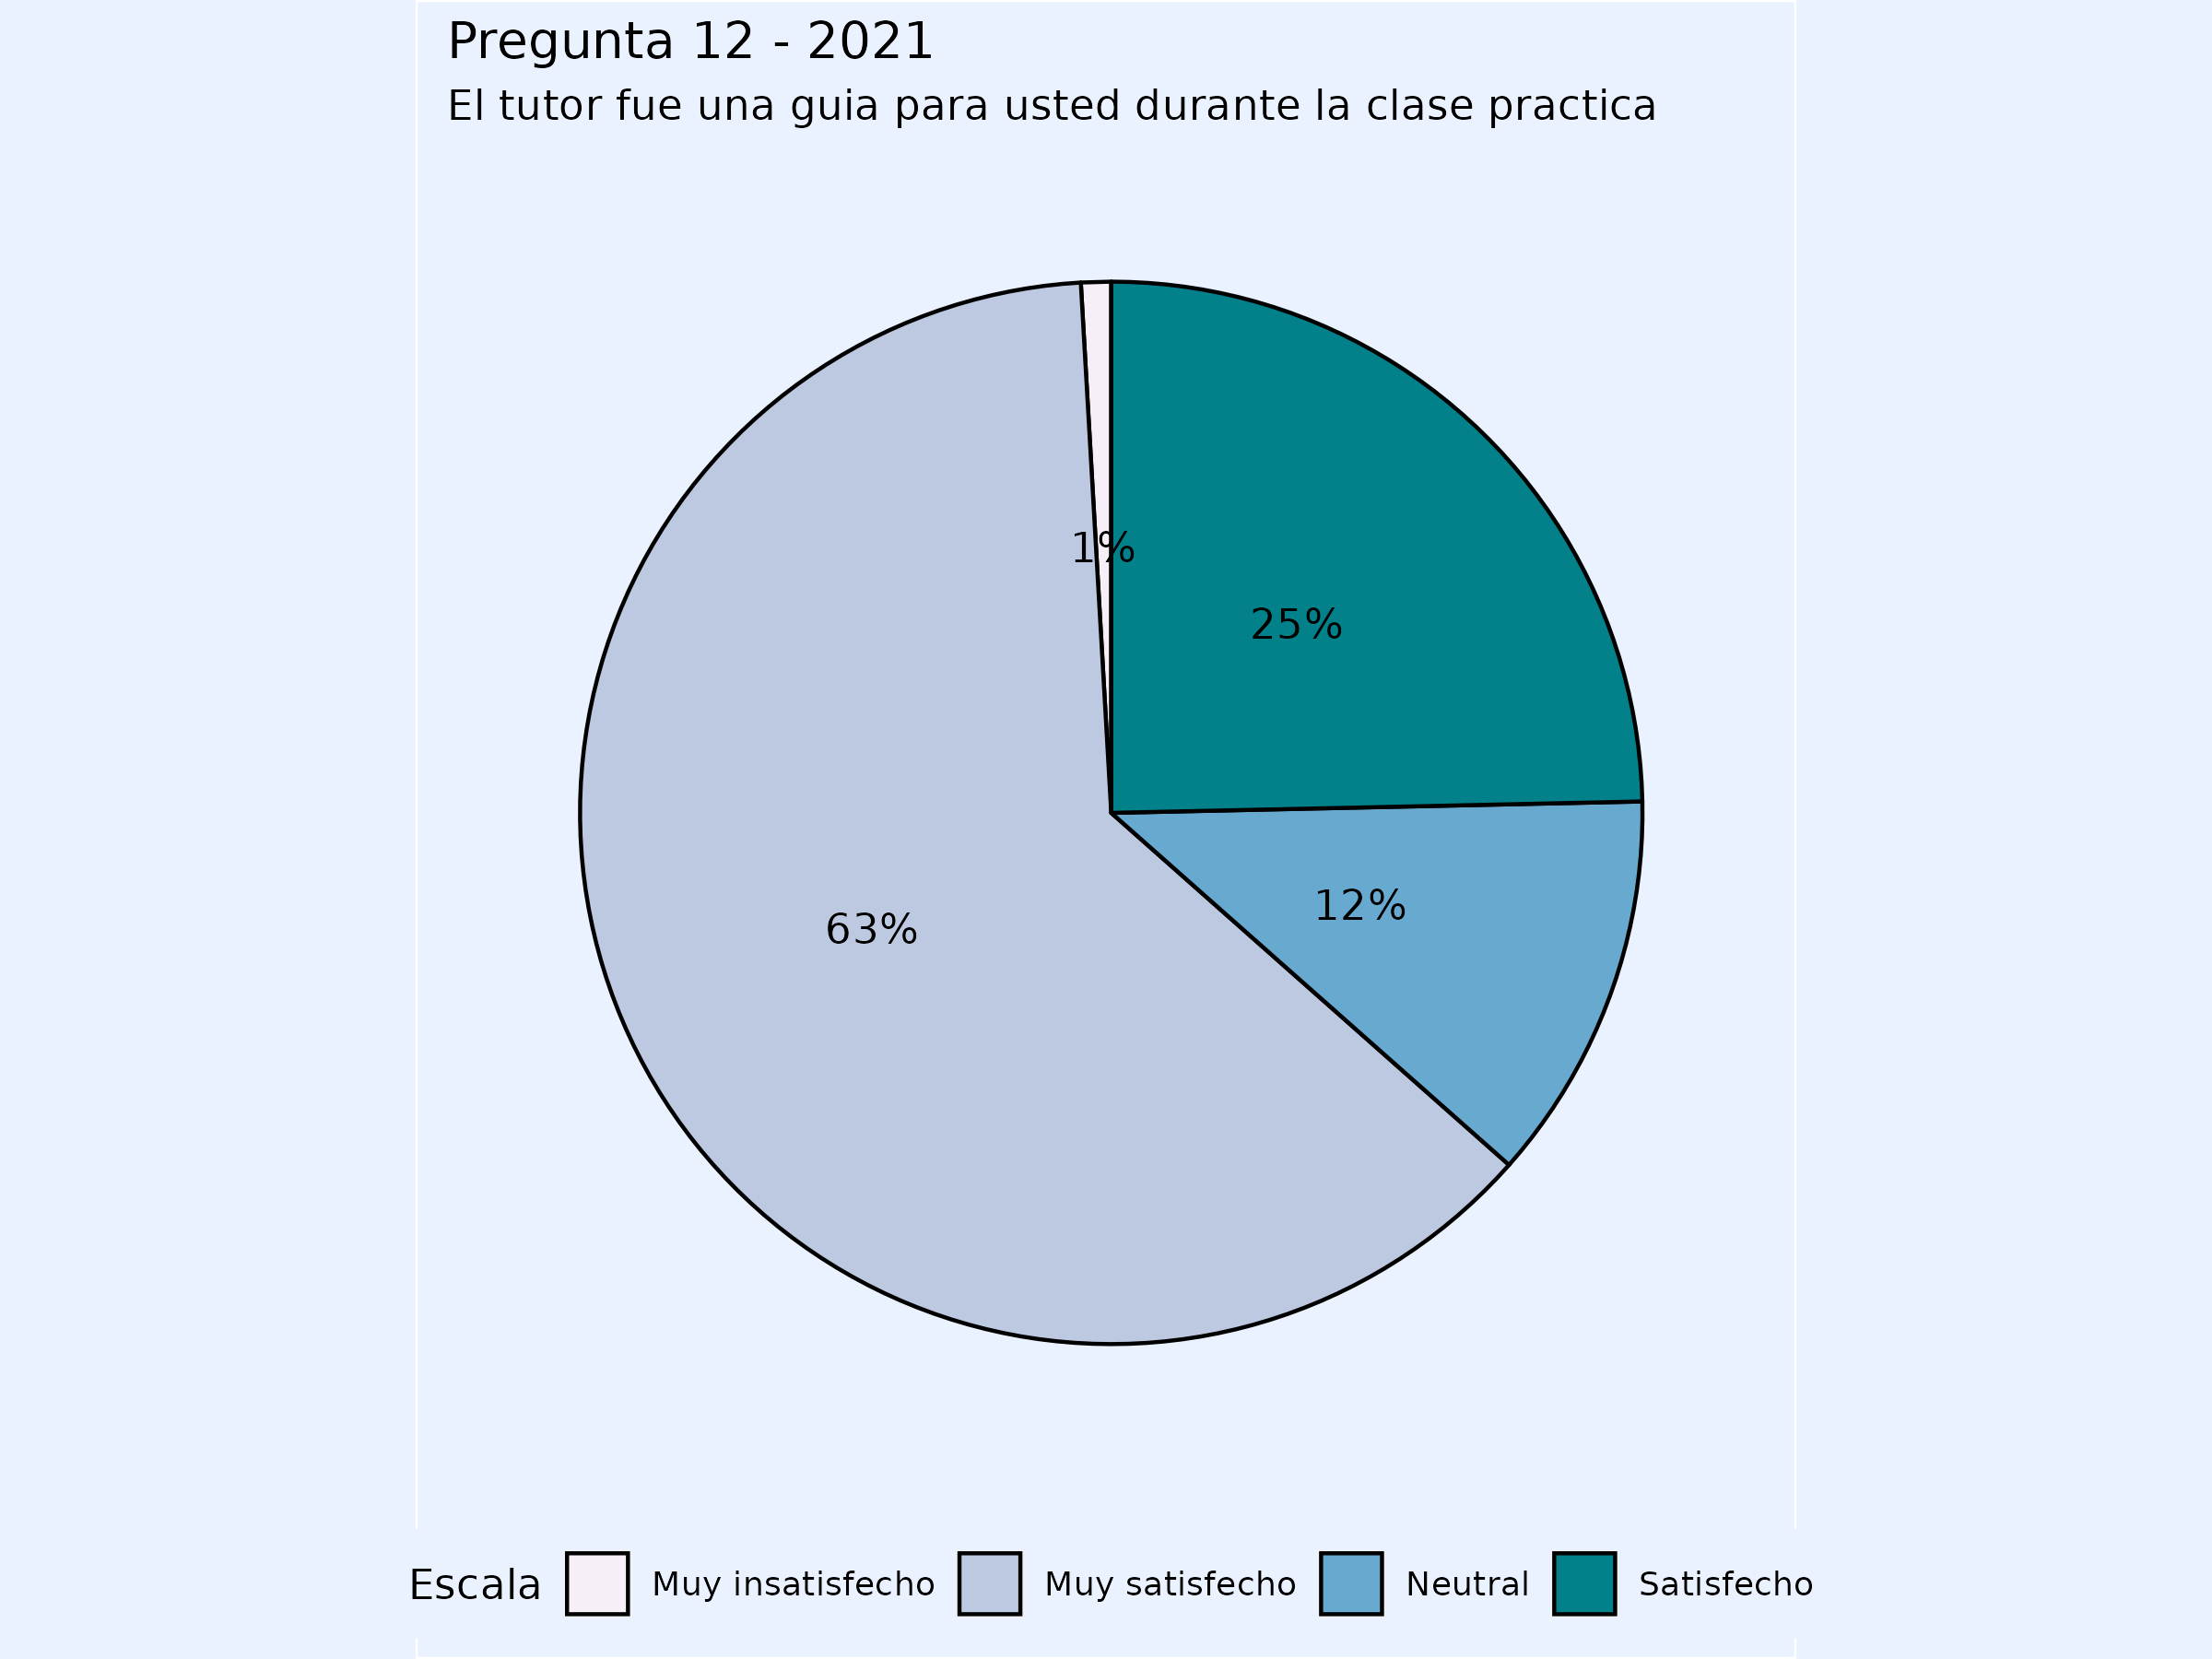 Pregunta 12 - 2021
El tutor fue una guia para usted durante la clase practica
1%
25%
12%
63%
Escala Muy insatisfecho Muy satisfecho Neutral Satisfecho